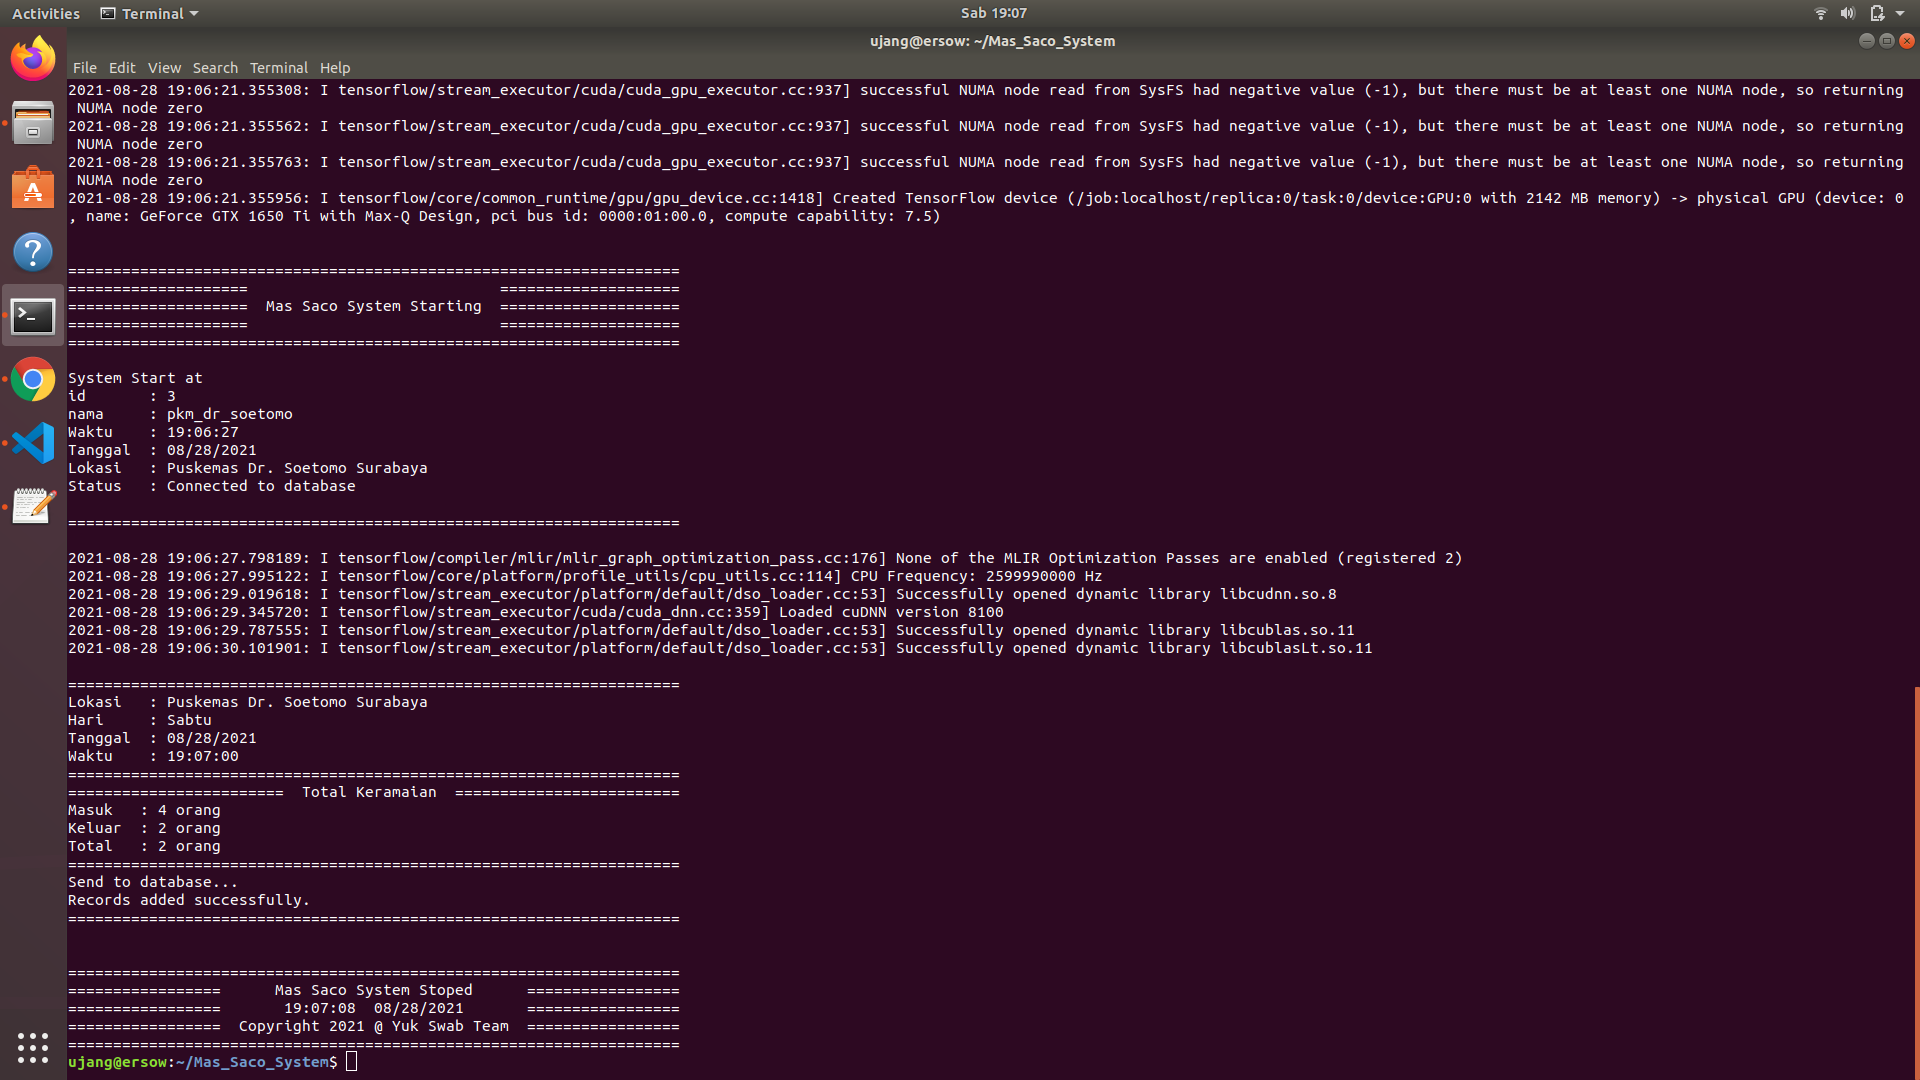 Activities
Terminal
Sab 19:07
ujang@ersow: ~/Mas_Saco_System
File Edit View Search Terminal Help
2021-08-28 19:06:21.355308: I tensorflow/stream_executor/cuda/cuda_gpu_executor.cc:937] successful NUMA node read from SysFS had negative value (-1), but there must be at least one NUMA node, so returning
NUMA node zero
2021-08-28 19:06:21.355562: I tensorflow/stream_executor/cuda/cuda_gpu_executor.cc:937] successful NUMA node read from SysFS had negative value (-1), but there must be at least one NUMA node, so returning
NUMA node zero
2021-08-28 19:06:21.355763: I tensorflow/stream_executor/cuda/cuda_gpu_executor.cc:937] successful NUMA node read from SysFS had negative value (-1), but there must be at least one NUMA node, so returning
NUMA node zero
2021-08-28 19:06:21.355956: I tensorflow/core/common_runtime/gpu/gpu_device.cc:1418] Created TensorFlow device (/job:localhost/replica:0/task:0/device:GPU:0 with 2142 MB memory) -> physical GPU (device: 0
, name: GeForce GTX 1650 Ti with Max-Q Design, pci bus id: 0000:01:00.0, compute capability: 7.5)
====================================================================
====================                            ====================
====================  Mas Saco System Starting  ====================
====================                            ====================
====================================================================
System Start at
id       : 3
nama     : pkm_dr_soetomo
Waktu    : 19:06:27
Tanggal  : 08/28/2021
Lokasi   : Puskemas Dr. Soetomo Surabaya
Status   : Connected to database
====================================================================
2021-08-28 19:06:27.798189: I tensorflow/compiler/mlir/mlir_graph_optimization_pass.cc:176] None of the MLIR Optimization Passes are enabled (registered 2)
2021-08-28 19:06:27.995122: I tensorflow/core/platform/profile_utils/cpu_utils.cc:114] CPU Frequency: 2599990000 Hz
2021-08-28 19:06:29.019618: I tensorflow/stream_executor/platform/default/dso_loader.cc:53] Successfully opened dynamic library libcudnn.so.8
2021-08-28 19:06:29.345720: I tensorflow/stream_executor/cuda/cuda_dnn.cc:359] Loaded cuDNN version 8100
2021-08-28 19:06:29.787555: I tensorflow/stream_executor/platform/default/dso_loader.cc:53] Successfully opened dynamic library libcublas.so.11
2021-08-28 19:06:30.101901: I tensorflow/stream_executor/platform/default/dso_loader.cc:53] Successfully opened dynamic library libcublasLt.so.11
====================================================================
Lokasi   : Puskemas Dr. Soetomo Surabaya
Hari     : Sabtu
Tanggal  : 08/28/2021
Waktu    : 19:07:00
====================================================================
========================  Total Keramaian  =========================
Masuk   : 4 orang
Keluar  : 2 orang
Total   : 2 orang
====================================================================
Send to database...
Records added successfully.
====================================================================
====================================================================
=================      Mas Saco System Stoped      =================
=================       19:07:08  08/28/2021       =================
=================  Copyright 2021 @ Yuk Swab Team  =================
====================================================================
ujang@ersow:~/Mas_Saco_System$